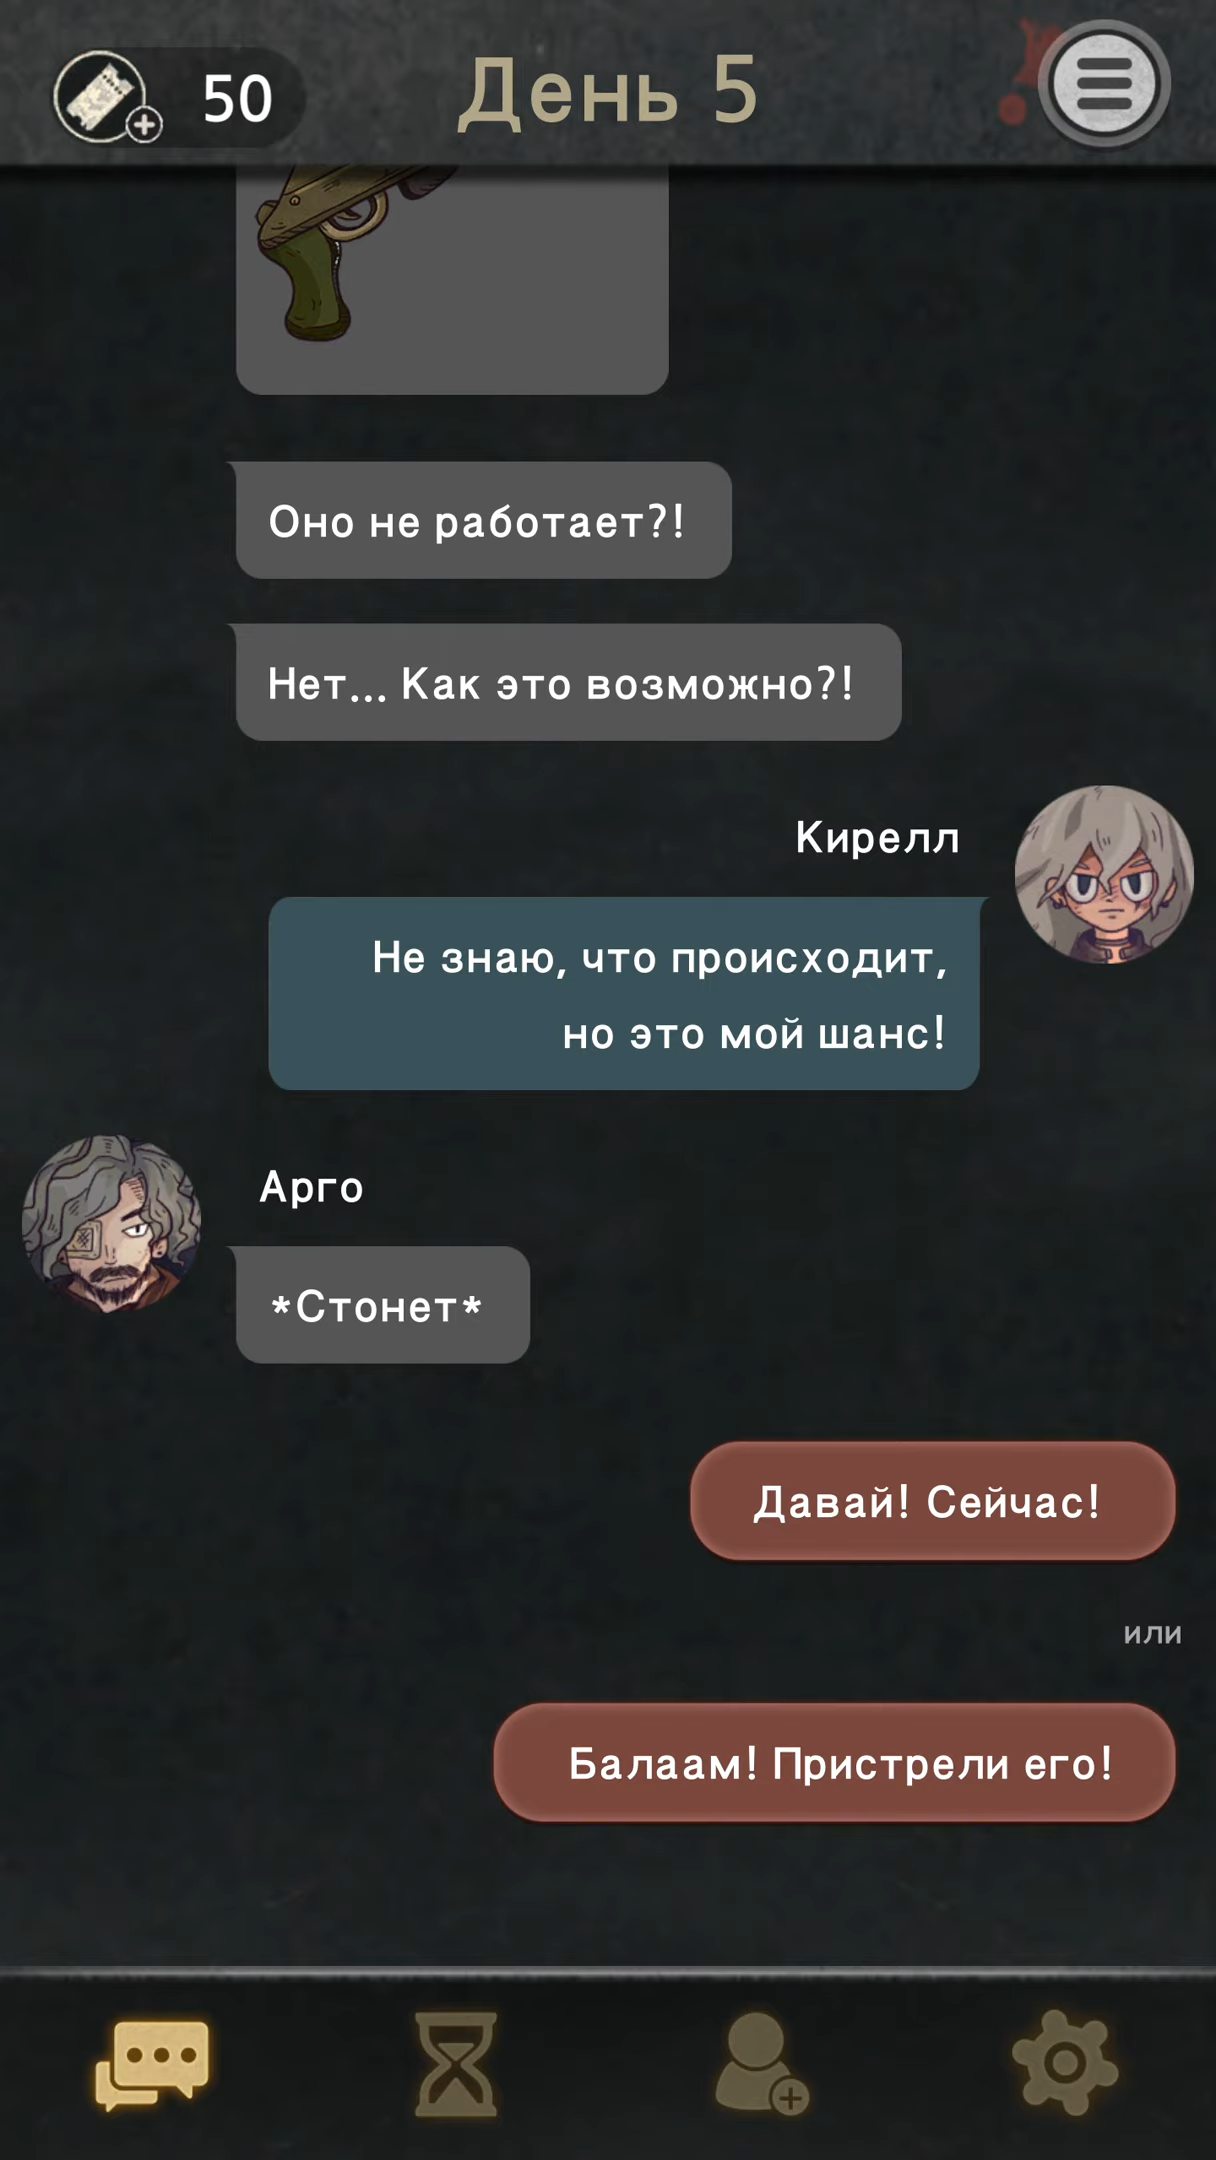 50
День 5
Оно не работает?!
Нет... Как это возможно?!
Кирелл
Не знаю, что происходит,
но это мой шанс!
Арго
*Стонет*
Давай! Сейчас!
или
Балаам! Пристрели его!